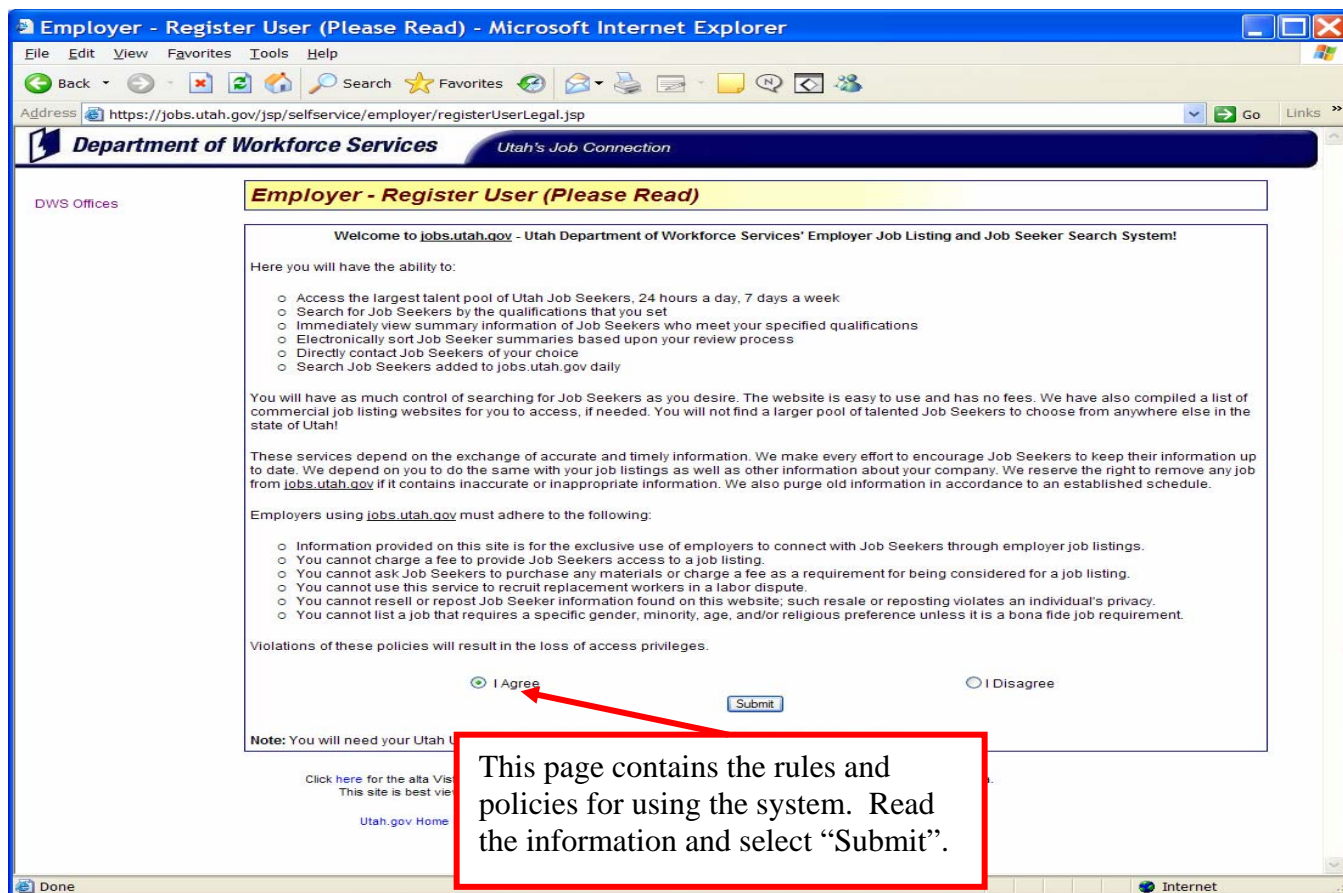 Employer - Register User (Please Read) - Microsoft Internet Explorer
File Edit View Favorites Tools Help
Back Search Favorites
Address https://jobs.utah.gov/jsp/selfservice/employer/registerUserLegal.jsp Go Links »
Department of Workforce Services Utah's Job Connection
DWS Offices
Employer - Register User (Please Read)
Welcome to jobs.utah.gov - Utah Department of Workforce Services' Employer Job Listing and Job Seeker Search System!
Here you will have the ability to:
Access the largest talent pool of Utah Job Seekers, 24 hours a day, 7 days a week
Search for Job Seekers by the qualifications that you set
Immediately view summary information of Job Seekers who meet your specified qualifications
Electronically sort Job Seeker summaries based upon your review process
Directly contact Job Seekers of your choice
Search Job Seekers added to jobs.utah.gov daily
You will have as much control of searching for Job Seekers as you desire. The website is easy to use and has no fees. We have also compiled a list of
commercial job listing websites for you to access, if needed. You will not find a larger pool of talented Job Seekers to choose from anywhere else in the
state of Utah!
These services depend on the exchange of accurate and timely information. We make every effort to encourage Job Seekers to keep their information up
to date. We depend on you to do the same with your job listings as well as other information about your company. We reserve the right to remove any job
from jobs.utah.gov if it contains inaccurate or inappropriate information. We also purge old information in accordance to an established schedule.
Employers using jobs.utah.gov must adhere to the following:
Information provided on this site is for the exclusive use of employers to connect with Job Seekers through employer job listings.
You cannot charge a fee to provide Job Seekers access to a job listing.
You cannot ask Job Seekers to purchase any materials or charge a fee as a requirement for being considered for a job listing.
You cannot use this service to recruit replacement workers in a labor dispute.
You cannot resell or repost Job Seeker information found on this website; such resale or reposting violates an individual's privacy.
You cannot list a job that requires a specific gender, minority, age, and/or religious preference unless it is a bona fide job requirement.
Violations of these policies will result in the loss of access privileges.
I Agree I Disagree
Submit
Note: You will need your Utah
Click here for the alta
This site is best
Utah.gov Home
This page contains the rules and
policies for using the system. Read
the information and select “Submit”.
Done Internet